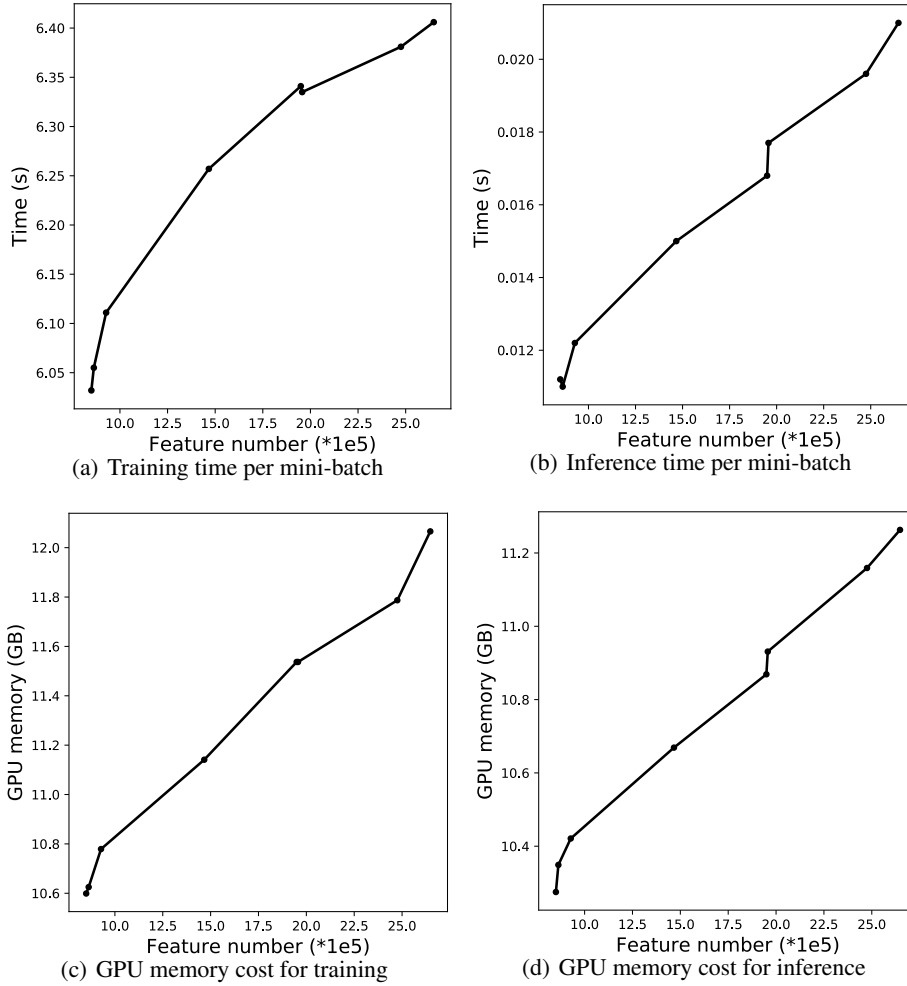 6.40
6.35
6.30
6.25
6.20
6.15
6.10
6.05
Time (s)
10.0 12.5 15.0 17.5 20.0 22.5 25.0
Feature number (*1e5)
(a) Training time per mini-batch
0.020
0.018
0.016
0.014
0.012
Time (s)
10.0 12.5 15.0 17.5 20.0 22.5 25.0
Feature number (*1e5)
(b) Inference time per mini-batch
12.0
11.8
11.6
11.4
11.2
11.0
10.8
10.6
GPU memory (GB)
10.0 12.5 15.0 17.5 20.0 22.5 25.0
Feature number (*1e5)
(c) GPU memory cost for training
11.2
11.0
10.8
10.6
10.4
GPU memory (GB)
10.0 12.5 15.0 17.5 20.0 22.5 25.0
Feature number (*1e5)
(d) GPU memory cost for inference